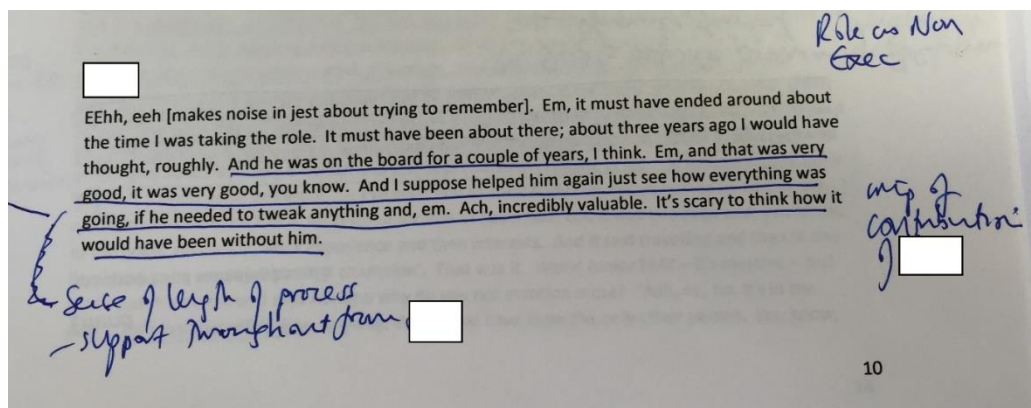 Role as Non
Exec
EEhh, eeh [makes noise in jest about trying to remember].  Em, it must have ended around about
the time I was taking the role.  It must have been about there; about three years ago I would have
thought, roughly.  And he was on the board for a couple of years, I think.  Em, and that was very
good, it was very good, you know.  And I suppose helped him again just see how everything was
going, if he needed to tweak anything and, em.  Ach, incredibly valuable.  It's scary to think how it
would have been without him.
imp of
contribution
of
Sense of length of process
- support throughout from
10